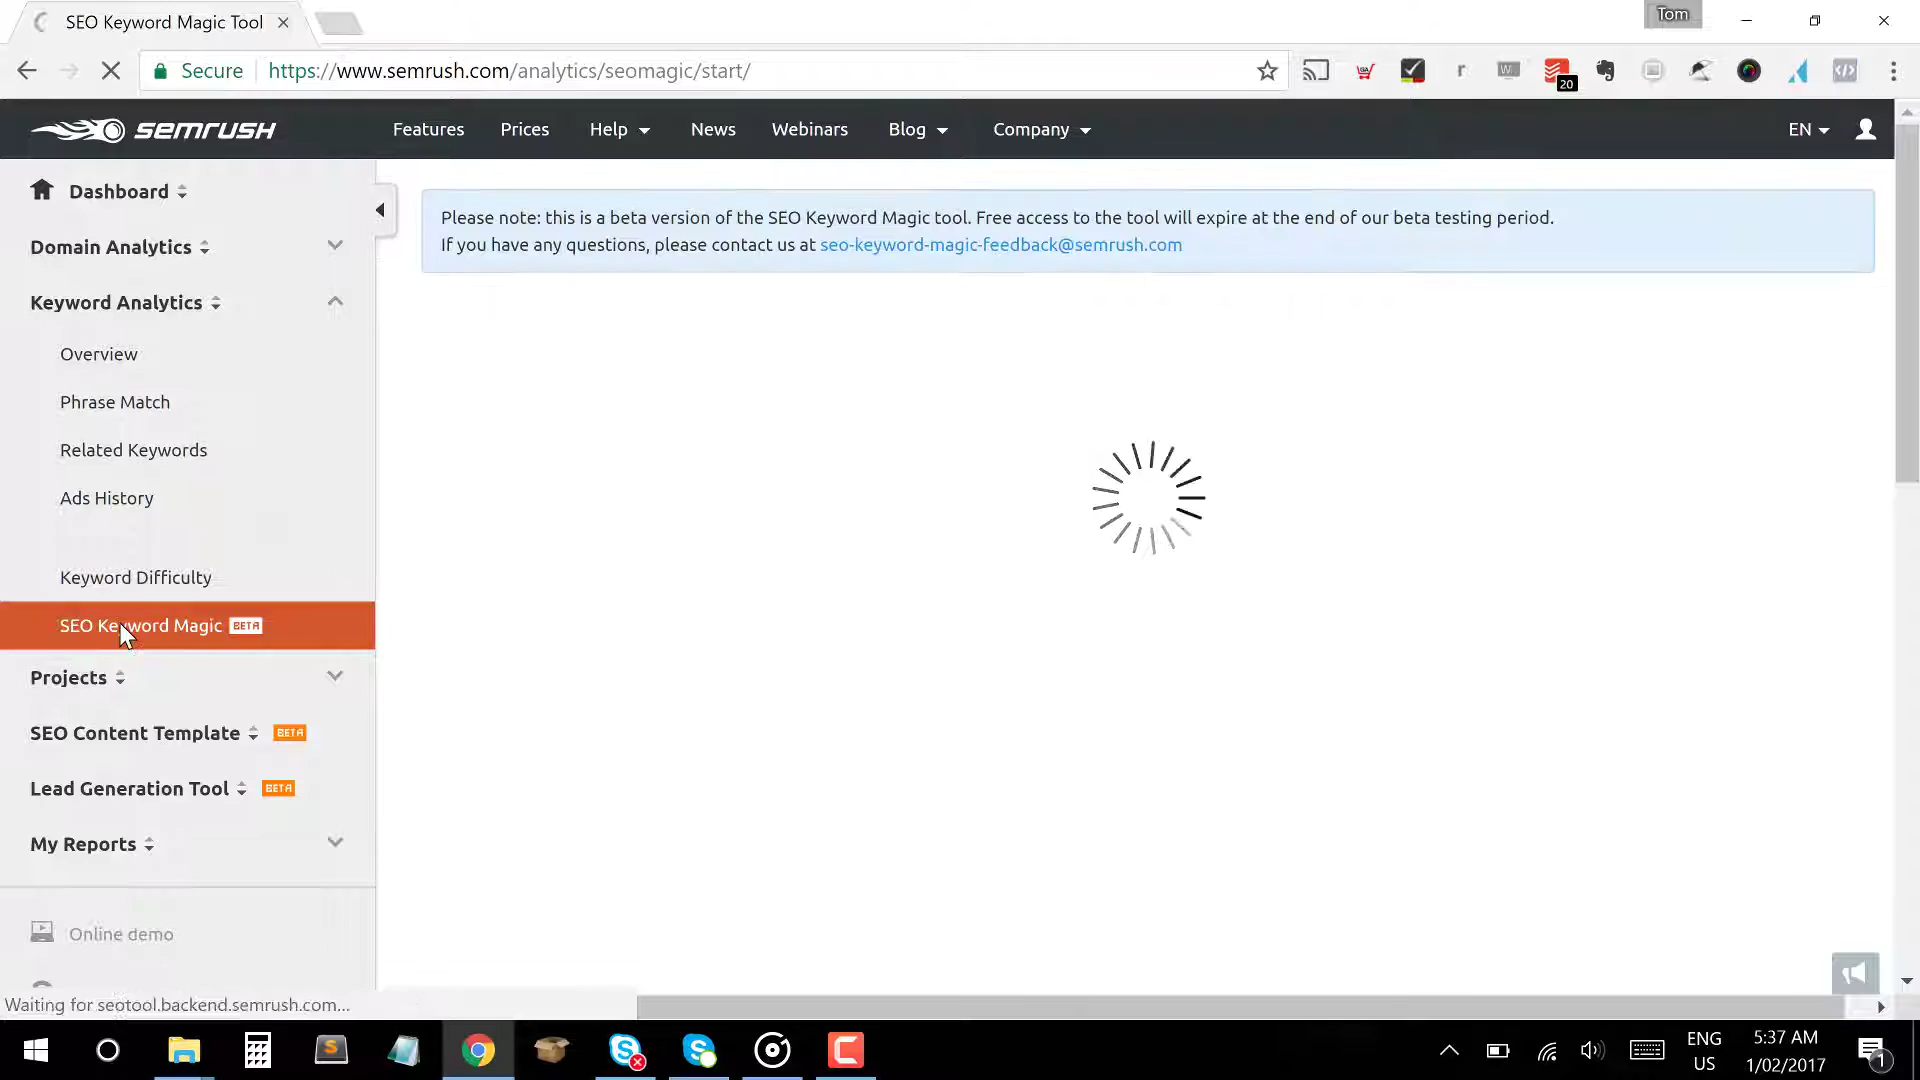 SEO Keyword Magic Tool
Tom
Secure https://www.semrush.com/analytics/seomagic/start/
20
semrush Features Prices Help News Webinars Blog Company EN
Dashboard
Please note: this is a beta version of the SEO Keyword Magic tool. Free access to the tool will expire at the end of our beta testing period.
If you have any questions, please contact us at seo-keyword-magic-feedback@semrush.com
Domain Analytics
Keyword Analytics
Overview
Phrase Match
Related Keywords
Ads History
Keyword Difficulty
SEO Keyword Magic BETA
Projects
SEO Content Template BETA
Lead Generation Tool BETA
My Reports
Online demo
Waiting for seotool.backend.semrush.com...
ENG
US
5:37 AM
1/02/2017
1